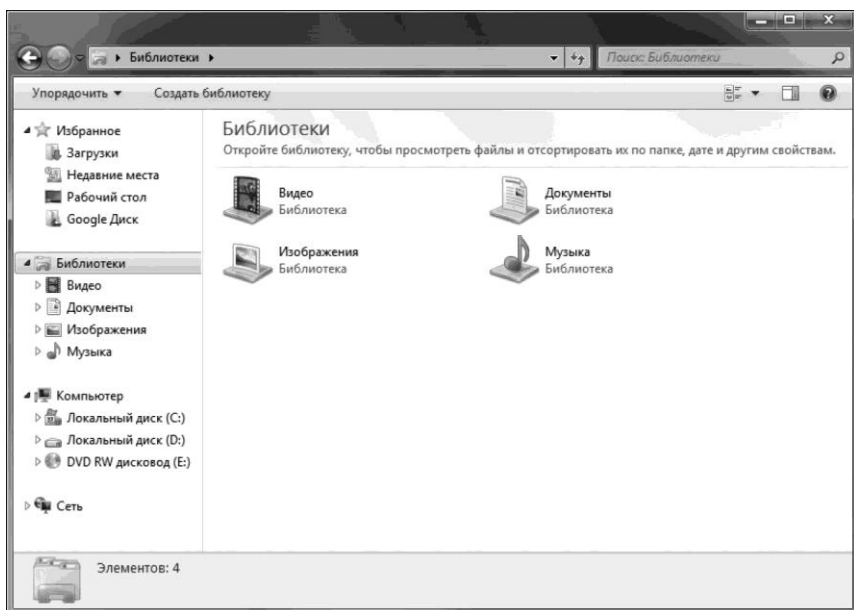 Библиотеки
Поиск: Библиотеки
Упорядочить
Создать библиотеку
Избранное
Загрузки
Недавние места
Рабочий стол
Google Диск
Библиотеки
Видео
Документы
Изображения
Музыка
Компьютер
Локальный диск (C:)
Локальный диск (D:)
DVD RW дисковод (E:)
Сеть
Библиотеки
Откройте библиотеку, чтобы просмотреть файлы и отсортировать их по папке, дате и другим свойствам.
Видео
Библиотека
Документы
Библиотека
Изображения
Библиотека
Музыка
Библиотека
Элементов: 4